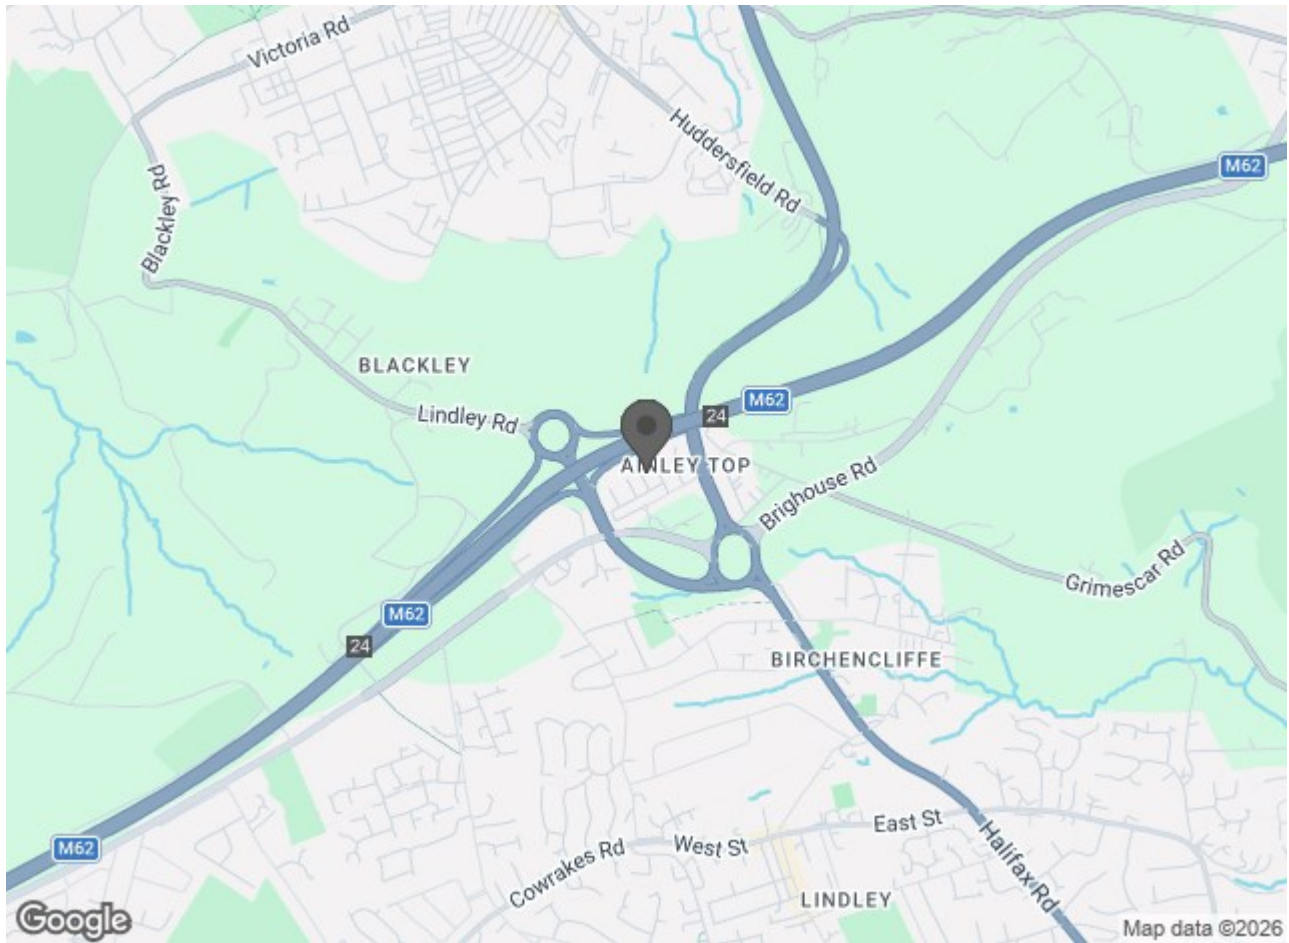 Victoria Rd
Huddersfield Rd
M62
Blackley Rd
BLACKLEY
Lindley Rd
M62
24
AINLEY TOP
Brighouse Rd
Grimescar Rd
M62
24
BIRCHENCLIFFE
M62
Cowrakes Rd
West St
East St
Halifax Rd
LINDLEY
Google
Map data ©2026